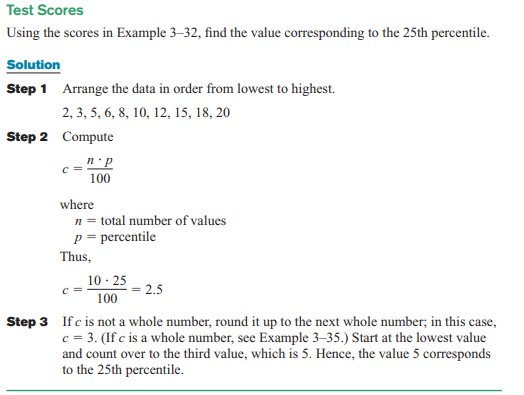 Test Scores
Using the scores in Example 3–32, find the value corresponding to the 25th percentile.
Solution
Step 1 Arrange the data in order from lowest to highest.
2, 3, 5, 6, 8, 10, 12, 15, 18, 20
Step 2 Compute
c = n · p / 100
where
n = total number of values
p = percentile
Thus,
c = 10 · 25 / 100 = 2.5
Step 3 If c is not a whole number, round it up to the next whole number; in this case,
c = 3. (If c is a whole number, see Example 3–35.) Start at the lowest value
and count over to the third value, which is 5. Hence, the value 5 corresponds
to the 25th percentile.